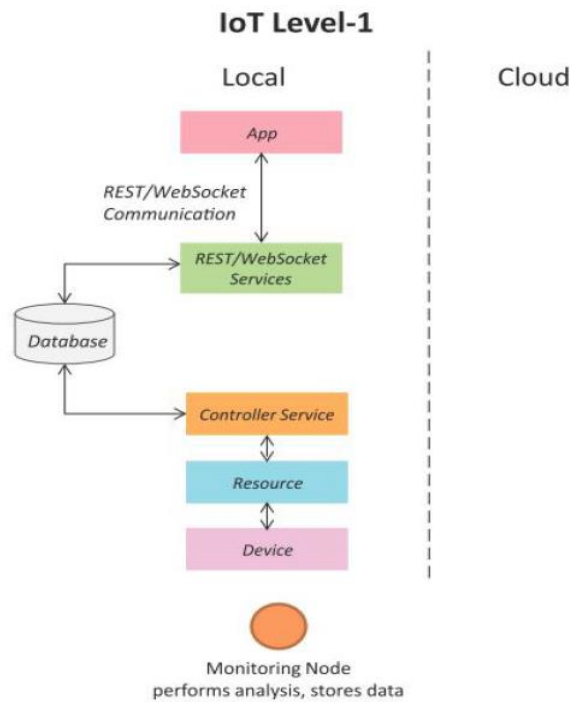 IoT Level-1
Local
Cloud
App
REST/WebSocket
Communication
REST/WebSocket
Services
Database
Controller Service
Resource
Device
Monitoring Node
performs analysis, stores data